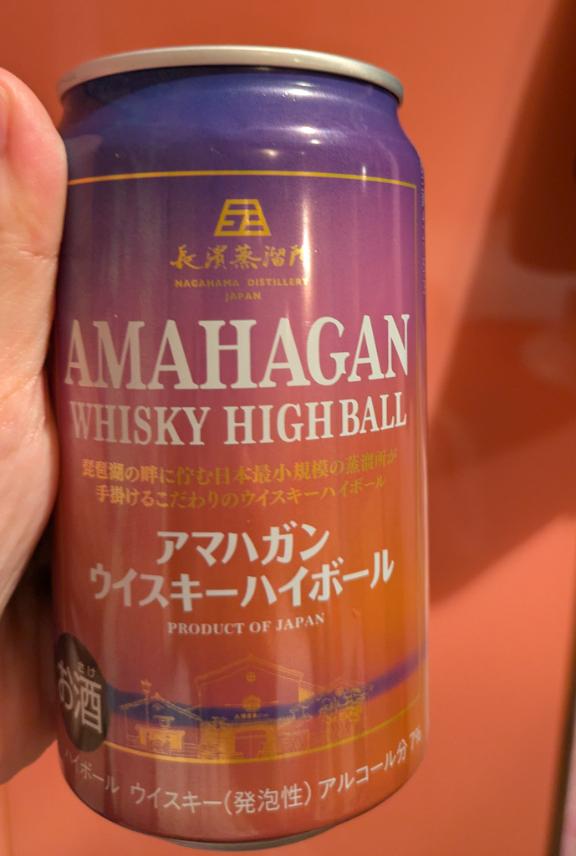 長濱蒸溜所
NAGAHAMA DISTILLERY
JAPAN
AMAHAGAN
WHISKY HIGHBALL
琵琶湖の畔に佇む日本最小規模の蒸溜所が
手掛けるこだわりのウイスキーハイボール
アマハガン
ウイスキーハイボール
PRODUCT OF JAPAN
さけ
お酒
ハイボール ウイスキー(発泡性) アルコール分 7%